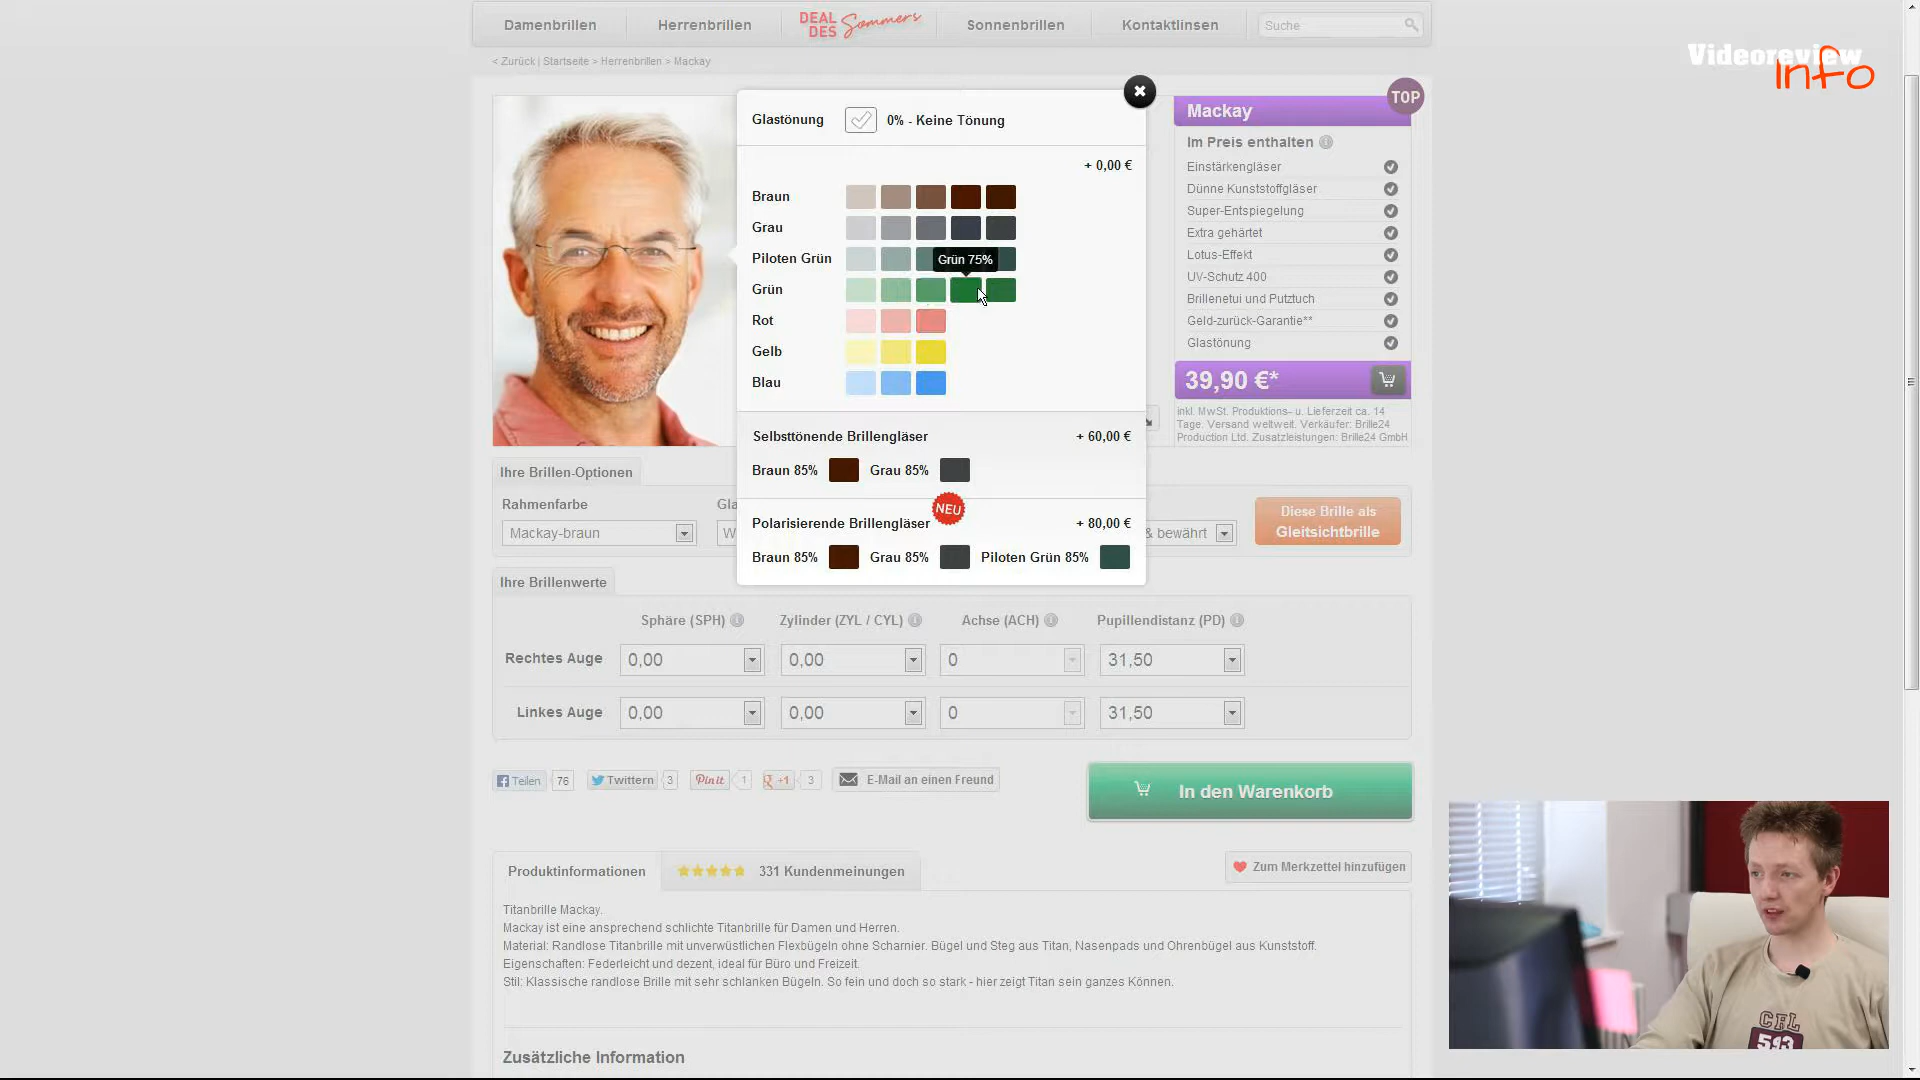 Damenbrillen
Herrenbrillen
DEAL DES Sommers
Sonnenbrillen
Kontaktlinsen
Suche
Videoreview
Info
< Zurück | Startseite > Herrenbrillen > Mackay
TOP
Mackay
Im Preis enthalten
Einstärkengläser
Dünne Kunststoffgläser
Super-Entspiegelung
Extra gehärtet
Lotus-Effekt
UV-Schutz 400
Brillenetui und Putztuch
Geld-zurück-Garantie**
Glastönung
39,90 €*
inkl. MwSt. Produktions- u. Lieferzeit ca. 14
Tage. Versand weltweit. Verkäufer: Brille24
Production Ltd. Zusatzleistungen: Brille24 GmbH
Glastönung 0% - Keine Tönung
+ 0,00 €
Braun
Grau
Piloten Grün
Grün 75%
Grün
Rot
Gelb
Blau
Selbsttönende Brillengläser + 60,00 €
Braun 85% Grau 85%
NEU
Polarisierende Brillengläser + 80,00 €
Braun 85% Grau 85% Piloten Grün 85%
Ihre Brillen-Optionen
Rahmenfarbe Gla
Mackay-braun W & bewährt
Diese Brille als
Gleitsichtbrille
Ihre Brillenwerte
Sphäre (SPH) Zylinder (ZYL / CYL) Achse (ACH) Pupillendistanz (PD)
Rechtes Auge 0,00 0,00 0 31,50
Linkes Auge 0,00 0,00 0 31,50
Teilen 76 Twittern 3 Pinit 1 g +1 3 E-Mail an einen Freund
In den Warenkorb
Produktinformationen 331 Kundenmeinungen
Zum Merkzettel hinzufügen
Titanbrille Mackay.
Mackay ist eine ansprechend schlichte Titanbrille für Damen und Herren.
Material: Randlose Titanbrille mit unverwüstlichen Flexbügeln ohne Scharnier. Bügel und Steg aus Titan, Nasenpads und Ohrenbügel aus Kunststoff.
Eigenschaften: Federleicht und dezent, ideal für Büro und Freizeit.
Stil: Klassische randlose Brille mit sehr schlanken Bügeln. So fein und doch so stark - hier zeigt Titan sein ganzes Können.
Zusätzliche Information
CFL
593